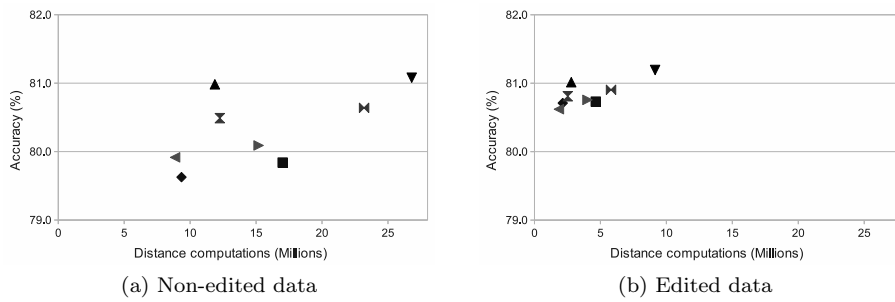 82.0
81.0
80.0
79.0
Accuracy (%)
0 5 10 15 20 25
Distance computations (Millions)
(a) Non-edited data
82.0
81.0
80.0
79.0
Accuracy (%)
0 5 10 15 20 25
Distance computations (Millions)
(b) Edited data